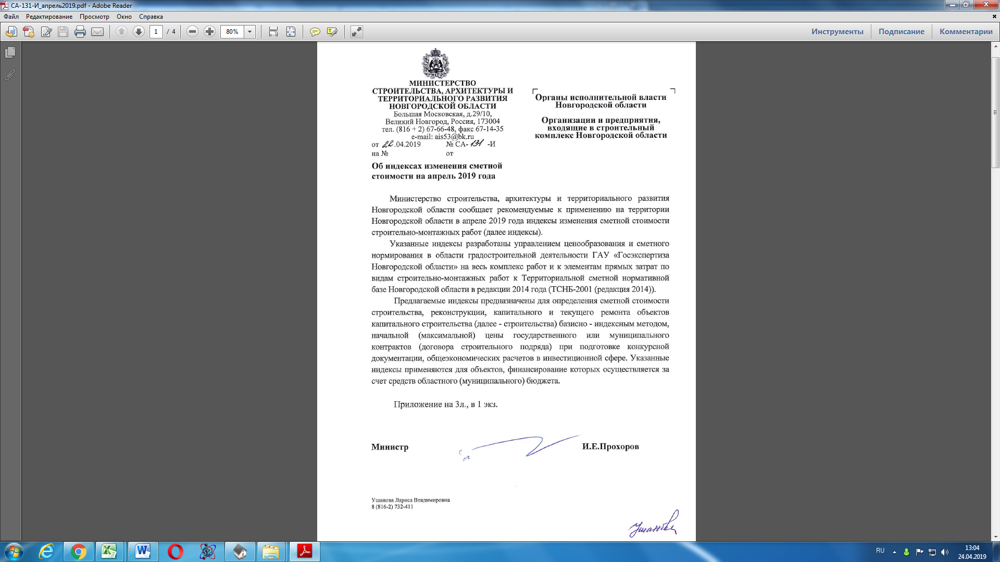 СА-131-И_апрель2019.pdf - Adobe Reader
Файл Редактирование Просмотр Окно Справка
1 / 4 80% Инструменты Подписание Комментарии
МИНИСТЕРСТВО
СТРОИТЕЛЬСТВА, АРХИТЕКТУРЫ И
ТЕРРИТОРИАЛЬНОГО РАЗВИТИЯ
НОВГОРОДСКОЙ ОБЛАСТИ
Большая Московская, д.29/10,
Великий Новгород, Россия, 173004
тел. (816 + 2) 67-66-48, факс 67-14-35
e-mail: ais53@bk.ru
от 22.04.2019 № СА- 131 -И
на № от
Органы исполнительной власти
Новгородской области
Организации и предприятия,
входящие в строительный
комплекс Новгородской области
Об индексах изменения сметной
стоимости на апрель 2019 года
Министерство строительства, архитектуры и территориального развития
Новгородской области сообщает рекомендуемые к применению на территории
Новгородской области в апреле 2019 года индексы изменения сметной стоимости
строительно-монтажных работ (далее индексы).
Указанные индексы разработаны управлением ценообразования и сметного
нормирования в области градостроительной деятельности ГАУ «Госэкспертиза
Новгородской области» на весь комплекс работ и к элементам прямых затрат по
видам строительно-монтажных работ к Территориальной сметной нормативной
базе Новгородской области в редакции 2014 года (ТСНБ-2001 (редакция 2014)).
Предлагаемые индексы предназначены для определения сметной стоимости
строительства, реконструкции, капитального и текущего ремонта объектов
капитального строительства (далее - строительства) базисно - индексным методом,
начальной (максимальной) цены государственного или муниципального
контрактов (договора строительного подряда) при подготовке конкурсной
документации, общеэкономических расчетов в инвестиционной сфере. Указанные
индексы применяются для объектов, финансирование которых осуществляется за
счет средств областного (муниципального) бюджета.
Приложение на 3л., в 1 экз.
Министр И.Е.Прохоров
Ушанова Лариса Владимировна
8 (816-2) 732-411
Ушанова
RU 13:04
24.04.2019